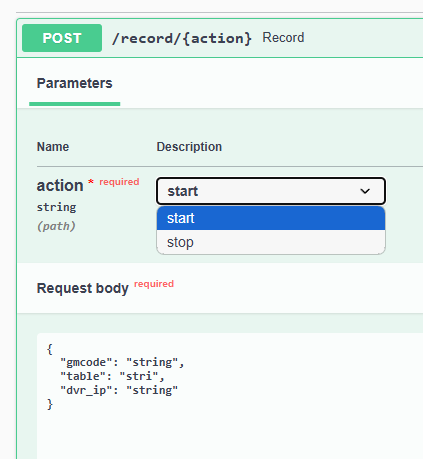 POST /record/{action} Record
Parameters
Name Description
action * required
string
(path)
start
start
stop
Request body required
{
  "gmcode": "string",
  "table": "stri",
  "dvr_ip": "string"
}